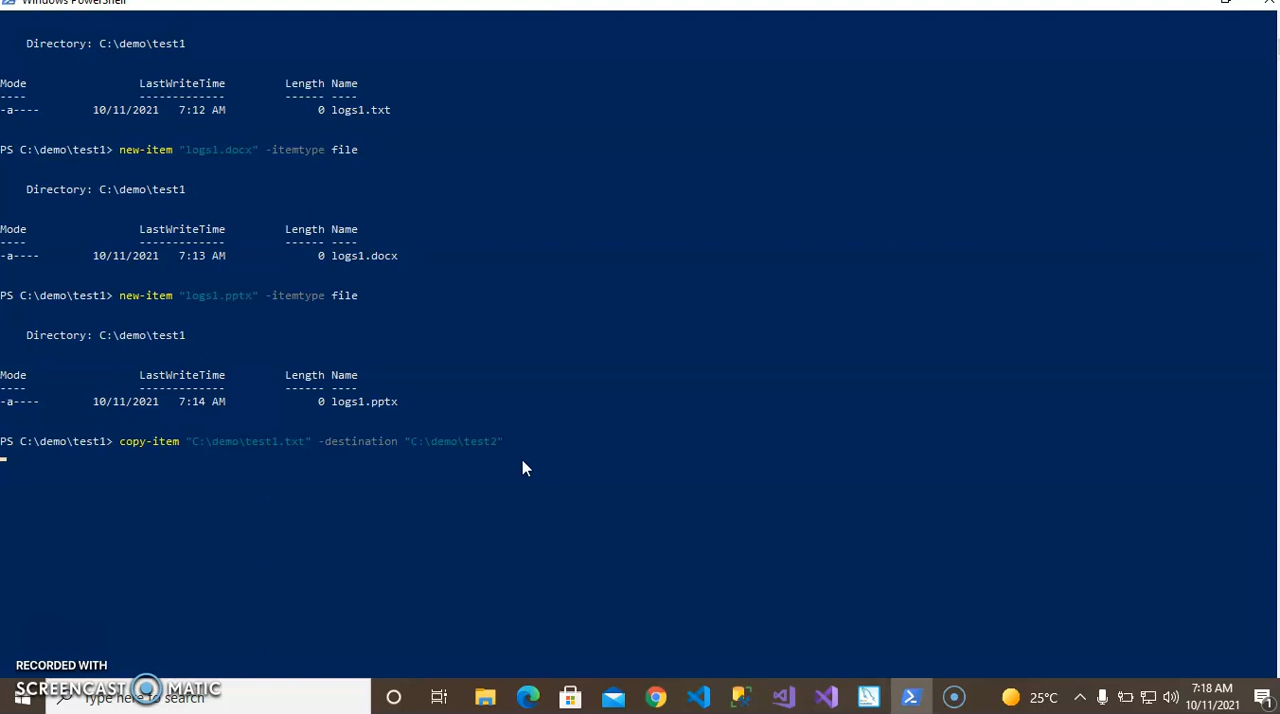 Windows PowerShell
Directory: C:\demo\test1
Mode LastWriteTime Length Name
---- ------------- ------ ----
-a---- 10/11/2021 7:12 AM 0 logs1.txt
PS C:\demo\test1> new-item "logs1.docx" -itemtype file
Directory: C:\demo\test1
Mode LastWriteTime Length Name
---- ------------- ------ ----
-a---- 10/11/2021 7:13 AM 0 logs1.docx
PS C:\demo\test1> new-item "logs1.pptx" -itemtype file
Directory: C:\demo\test1
Mode LastWriteTime Length Name
---- ------------- ------ ----
-a---- 10/11/2021 7:14 AM 0 logs1.pptx
PS C:\demo\test1> copy-item "C:\demo\test1.txt" -destination "C:\demo\test2"
RECORDED WITH
SCREENCAST MATIC
Type here to search
25°C
7:18 AM
10/11/2021
1